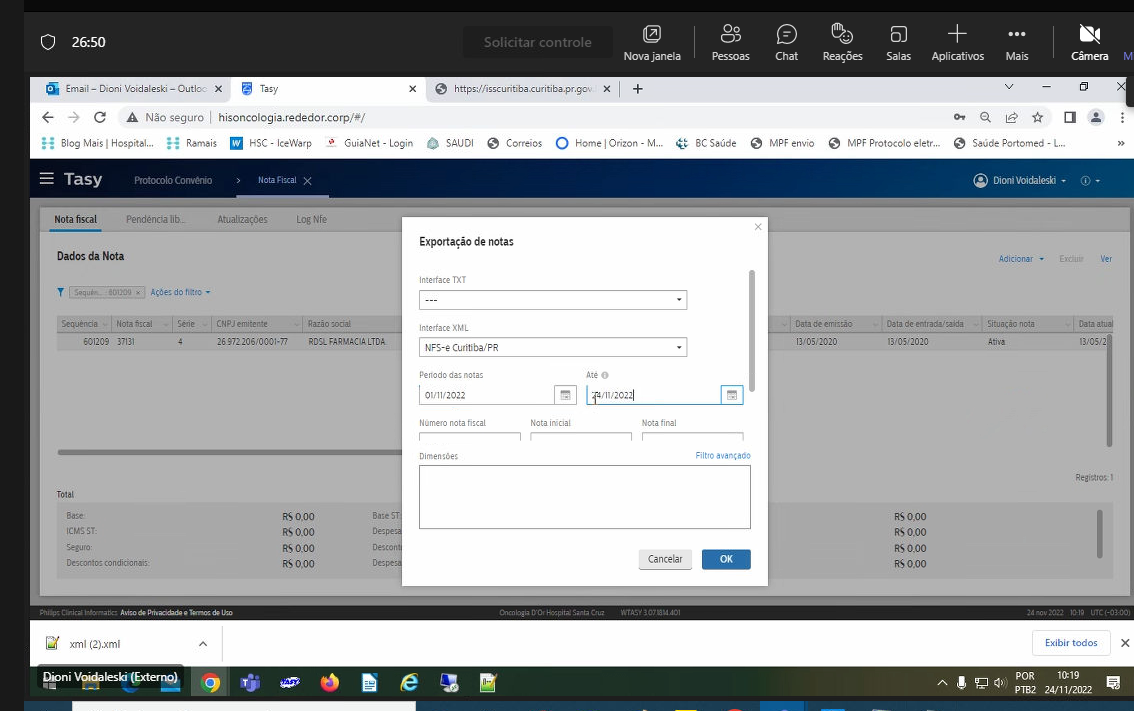 26:50
Solicitar controle
Nova janela
Pessoas
Chat
Reações
Salas
Aplicativos
Mais
Câmera
Email – Dioni Voidaleski – Outloo
Tasy
https://isscuritiba.curitiba.pr.gov.
Não seguro
hisoncologia.rededor.corp/#/
Blog Mais | Hospital...
Ramais
HSC - IceWarp
GuiaNet - Login
SAUDI
Correios
Home | Orizon - M...
BC Saúde
MPF envio
MPF Protocolo eletr...
Saúde Portomed - L...
»
Tasy
Protocolo Convênio
Nota Fiscal
Dioni Voidaleski
Nota fiscal
Pendência lib...
Atualizações
Log Nfe
Dados da Nota
Adicionar
Excluir
Ver
Sequên... : 601209
Ações do filtro
Sequência
Nota fiscal
Série
CNPJ emitente
Razão social
Data de emissão
Data de entrada/saída
Situação nota
Data atual
601209
37131
4
26.972.206/0001-77
RDSL FARMACIA LTDA.
13/05/2020
13/05/2020
Ativa
13/05/2
Registros: 1
Total
Base:
R$ 0,00
Base ST:
R$ 0,00
ICMS ST:
R$ 0,00
Despesa
R$ 0,00
Seguro:
R$ 0,00
Descont
R$ 0,00
Descontos condicionais:
R$ 0,00
Despesa
R$ 0,00
Exportação de notas
Interface TXT
---
Interface XML
NFS-e Curitiba/PR
Período das notas
Até
01/11/2022
24/11/2022
Número nota fiscal
Nota inicial
Nota final
Dimensões
Filtro avançado
Cancelar
OK
Philips Clinical Informatics
Aviso de Privacidade e Termos de Uso
Oncologia D'Or Hospital Santa Cruz
WTASY 3.07.1814.401
24 nov 2022 10:19 UTC (-03:00)
xml (2).xml
Exibir todos
Dioni Voidaleski (Externo)
TASY
POR
PTB2
10:19
24/11/2022